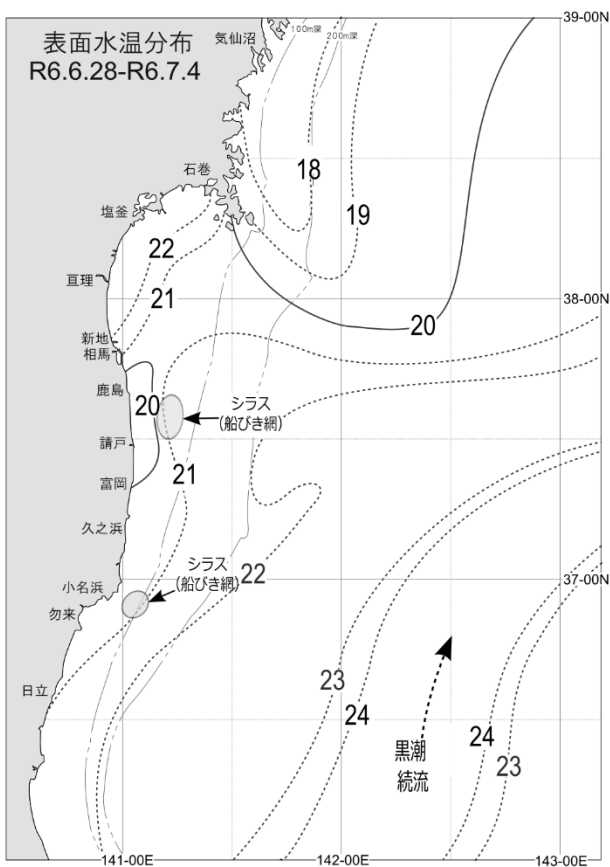 表面水温分布
R6.6.28-R6.7.4
気仙沼
100m深
200m深
39-00N
石巻
18
塩釜
19
22
亘理
21
38-00N
20
新地
相馬
鹿島
20
シラス
(船びき網)
請戸
21
富岡
久之浜
シラス
(船びき網)
22
37-00N
小名浜
勿来
日立
23
24
黒潮
続流
24
23
141-00E
142-00E
143-00E